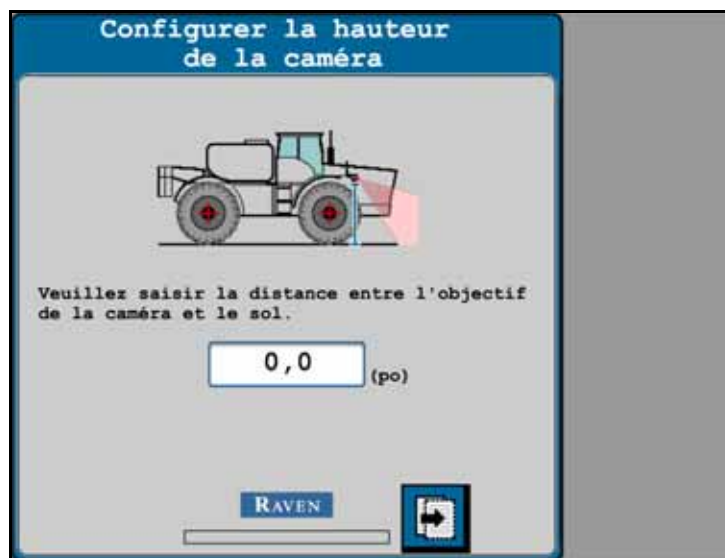 Configurer la hauteur
de la caméra
Veuillez saisir la distance entre l'objectif
de la caméra et le sol.
0,0
(po)
RAVEN